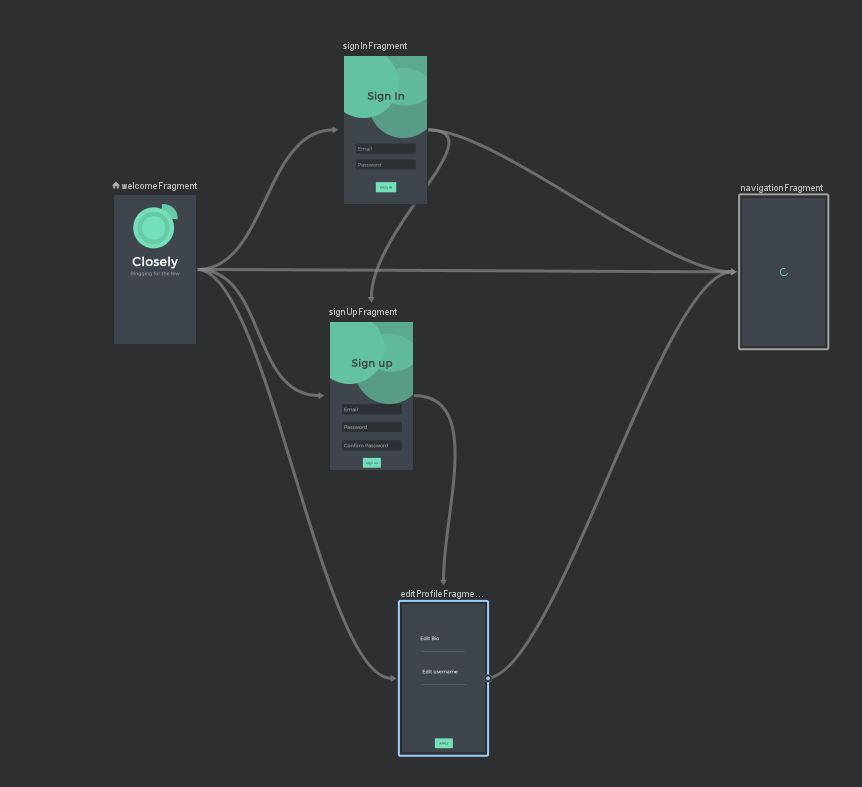 signInFragment
Sign In
Email
Password
SIGN IN
welcomeFragment
Closely
Blogging for the few
navigationFragment
signUpFragment
Sign up
Email
Password
Confirm Password
Sign up
editProfileFragme...
Edit Bio
Edit username
APPLY